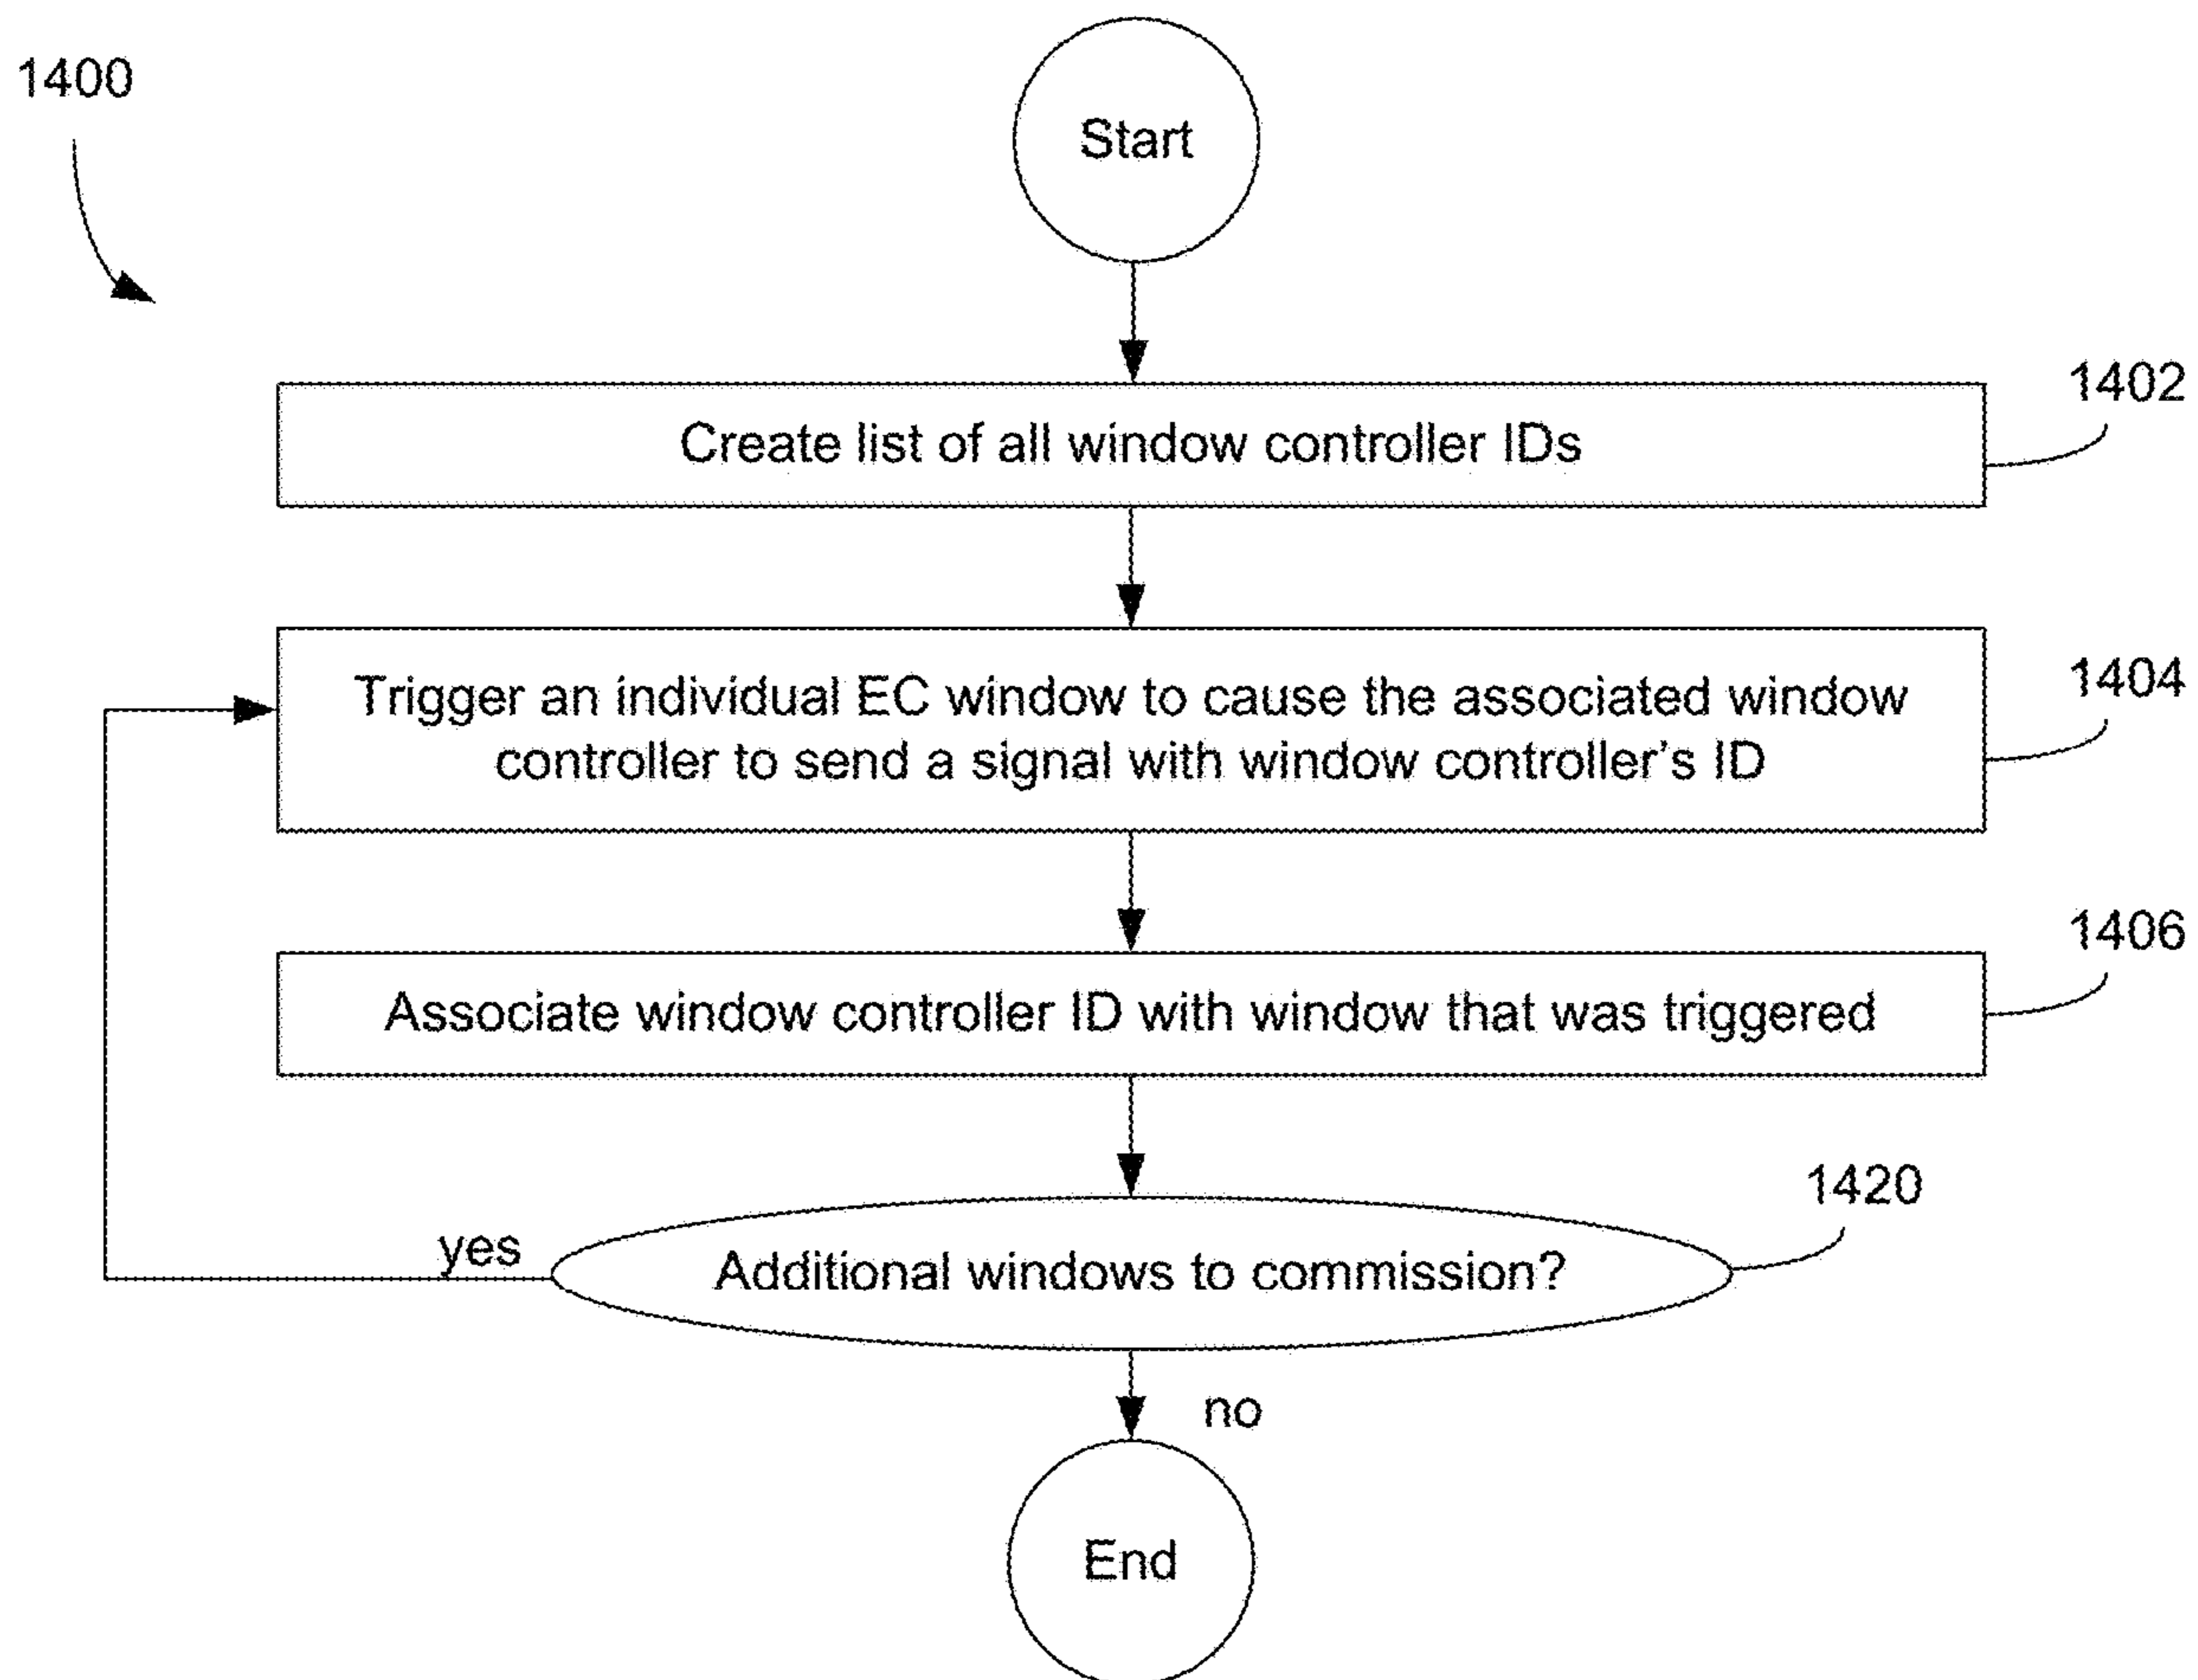 1400
Start
1402
Create list of all window controller IDs
1404
Trigger an individual EC window to cause the associated window
controller to send a signal with window controller's ID
1406
Associate window controller ID with window that was triggered
1420
yes
Additional windows to commission?
no
End